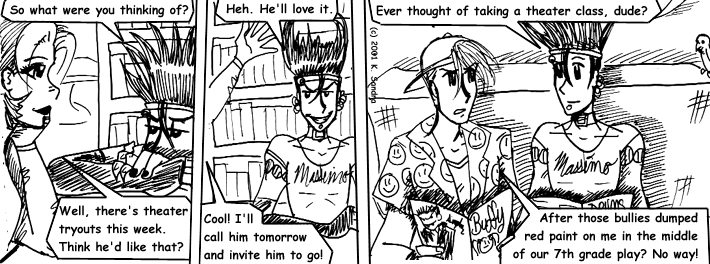 So what were you thinking of?
Well, there's theater
tryouts this week.
Think he'd like that?
Heh. He'll love it.
Cool! I'll
call him tomorrow
and invite him to go!
Ever thought of taking a theater class, dude?
(c) 2001 K. Sandra
Massimo
Massimo
Buffy
After those bullies dumped
red paint on me in the middle
of our 7th grade play? No way!